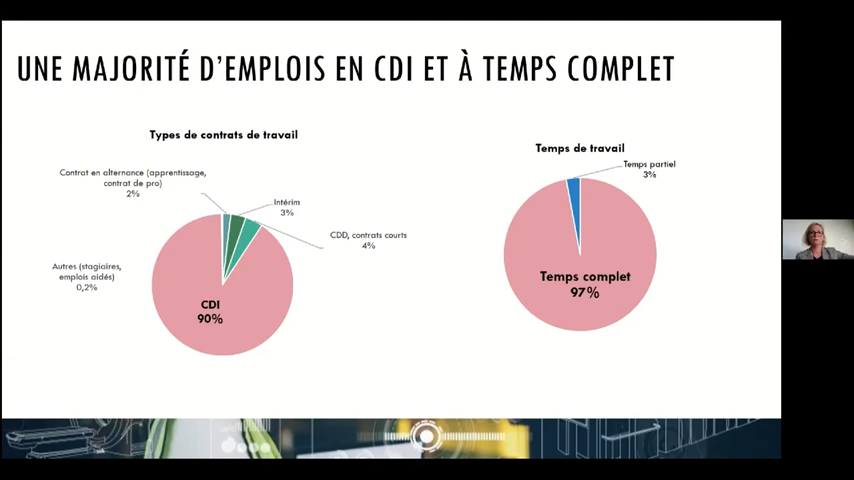 UNE MAJORITÉ D'EMPLOIS EN CDI ET À TEMPS COMPLET
Types de contrats de travail
Contrat en alternance (apprentissage,
contrat de pro)
2%
Intérim
3%
CDD, contrats courts
4%
Autres (stagiaires,
emplois aidés)
0,2%
CDI
90%
Temps de travail
Temps partiel
3%
Temps complet
97%